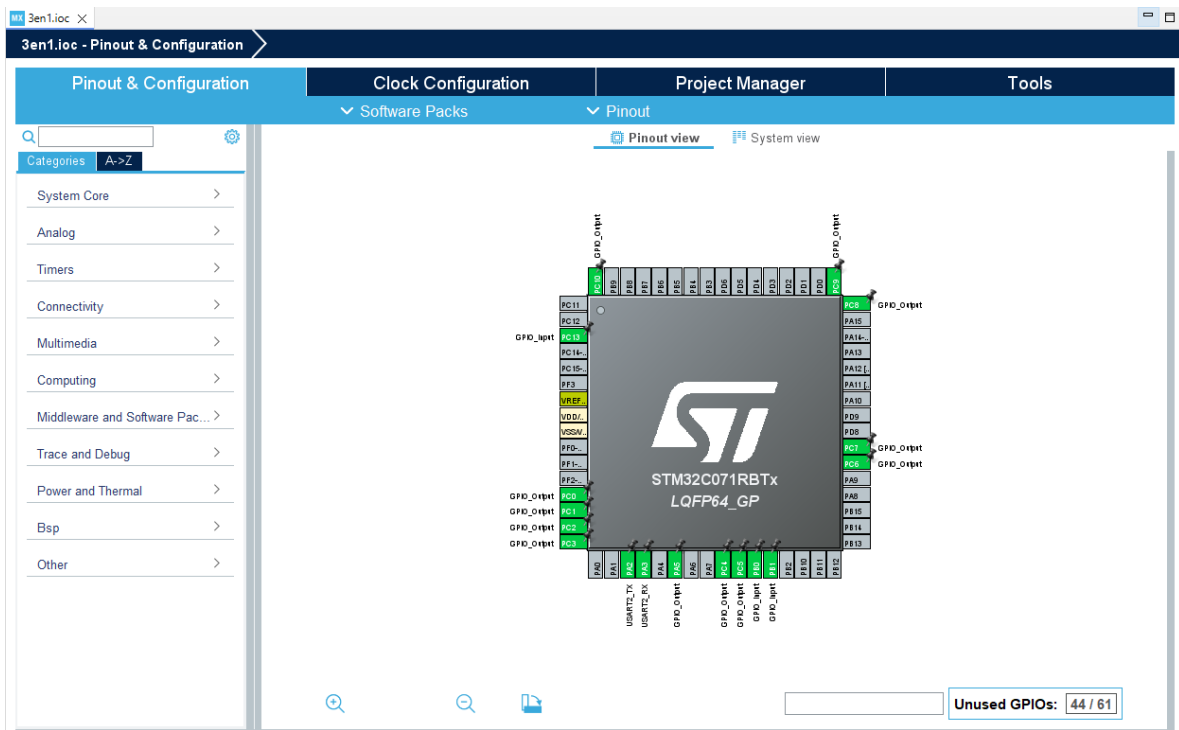 MX 3en1.ioc
3en1.ioc - Pinout & Configuration
Pinout & Configuration
Clock Configuration
Project Manager
Tools
Software Packs
Pinout
Pinout view
System view
Categories
A->Z
System Core
Analog
Timers
Connectivity
Multimedia
Computing
Middleware and Software Pac...
Trace and Debug
Power and Thermal
Bsp
Other
GPIO_Output
GPIO_Output
PC10
PB9
PB8
PB7
PB6
PB5
PB4
PB3
PD6
PD5
PD4
PD3
PD2
PD1
PD0
PC9
PC11
PC12
GPIO_Input PC13
PC14-..
PC15-..
PF3
VREF..
VDD/..
VSS/V..
PF0-..
PF1-..
PF2-..
GPIO_Output PC0
GPIO_Output PC1
GPIO_Output PC2
GPIO_Output PC3
PC8 GPIO_Output
PA15
PA14-..
PA13
PA12 [..
PA11 [..
PA10
PD9
PD8
PC7 GPIO_Output
PC6 GPIO_Output
PA9
PA8
PB15
PB14
PB13
ST
STM32C071RBTx
LQFP64_GP
PA0
PA1
PA2
PA3
PA4
PA5
PA6
PA7
PC4
PC5
PB0
PB1
PB2
PB10
PB11
PB12
USART2_TX
USART2_RX
GPIO_Output
GPIO_Output
GPIO_Output
GPIO_Input
GPIO_Input
Unused GPIOs: 44 / 61